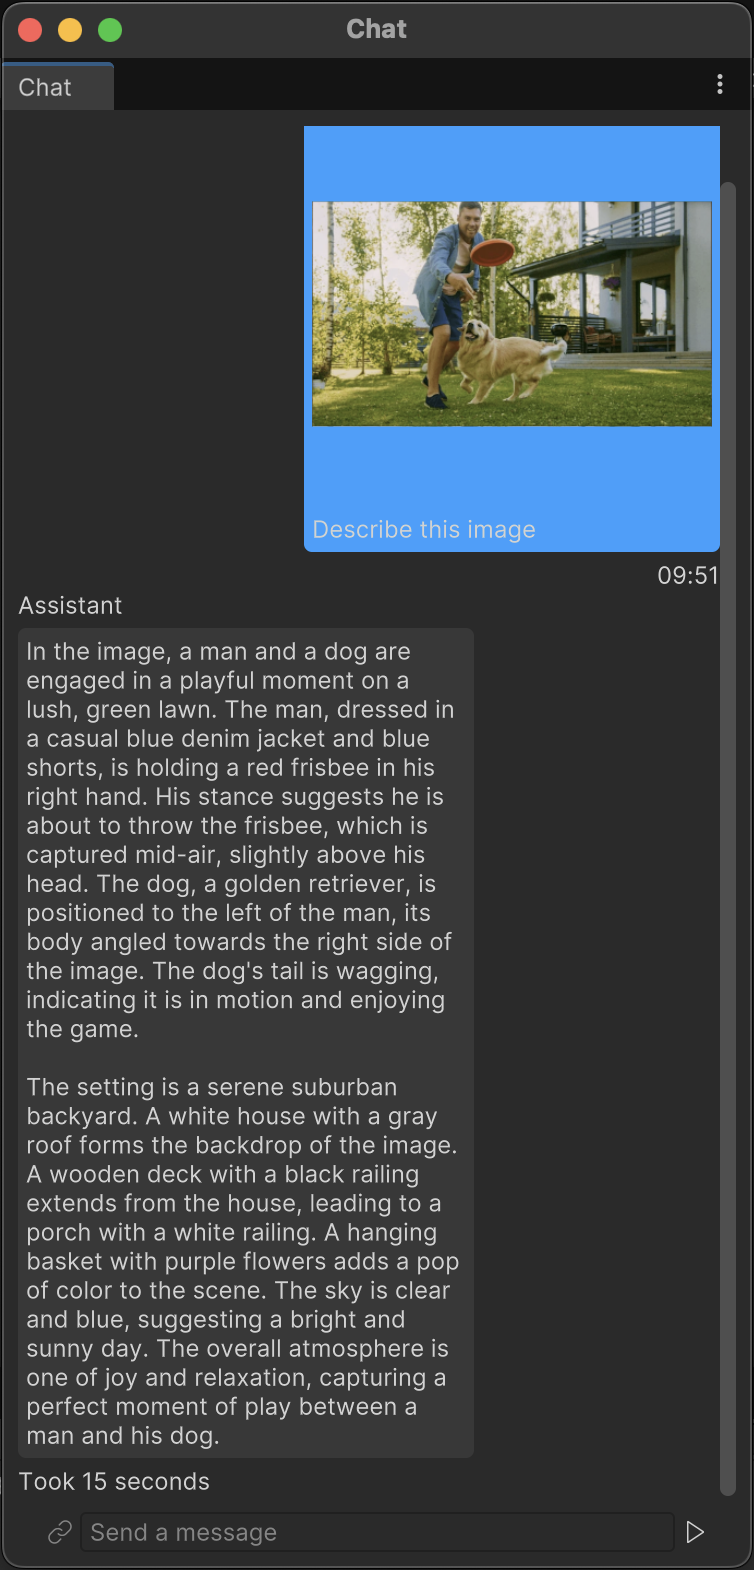 Chat
Chat
Describe this image
09:51
Assistant
In the image, a man and a dog are
engaged in a playful moment on a
lush, green lawn. The man, dressed in
a casual blue denim jacket and blue
shorts, is holding a red frisbee in his
right hand. His stance suggests he is
about to throw the frisbee, which is
captured mid-air, slightly above his
head. The dog, a golden retriever, is
positioned to the left of the man, its
body angled towards the right side of
the image. The dog's tail is wagging,
indicating it is in motion and enjoying
the game.
The setting is a serene suburban
backyard. A white house with a gray
roof forms the backdrop of the image.
A wooden deck with a black railing
extends from the house, leading to a
porch with a white railing. A hanging
basket with purple flowers adds a pop
of color to the scene. The sky is clear
and blue, suggesting a bright and
sunny day. The overall atmosphere is
one of joy and relaxation, capturing a
perfect moment of play between a
man and his dog.
Took 15 seconds
Send a message